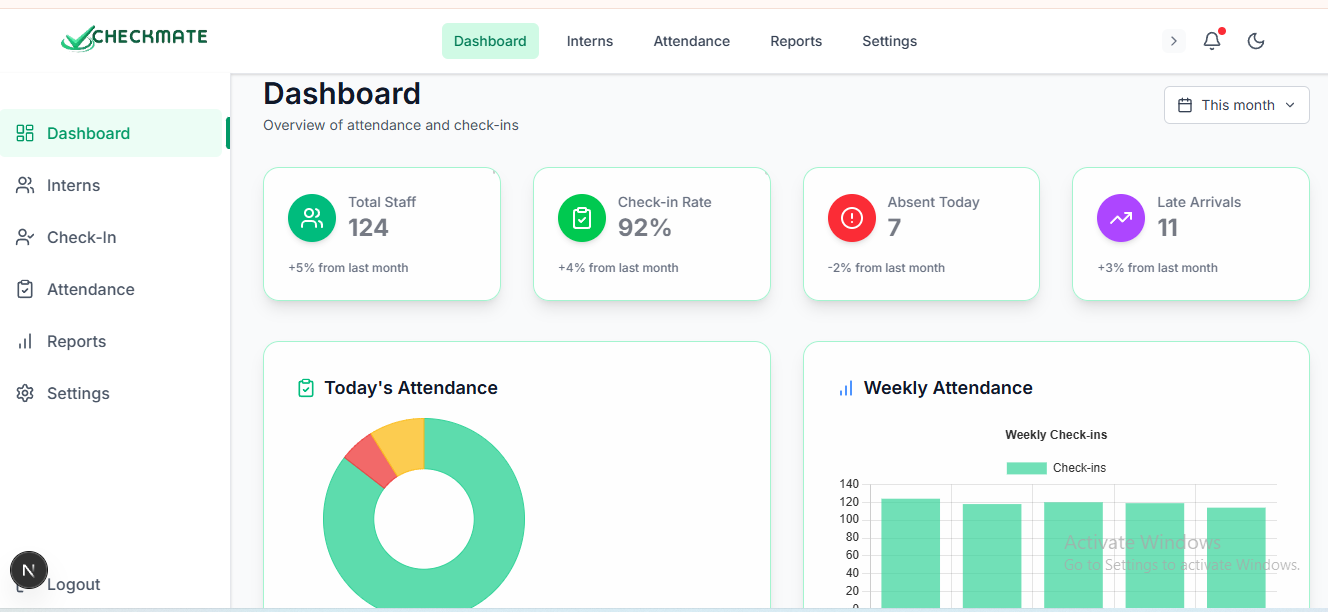 CHECKMATE
Dashboard Interns Attendance Reports Settings
Dashboard
Interns
Check-In
Attendance
Reports
Settings
N
Logout
Dashboard
Overview of attendance and check-ins
This month
Total Staff
124
+5% from last month
Check-in Rate
92%
+4% from last month
Absent Today
7
-2% from last month
Late Arrivals
11
+3% from last month
Today's Attendance
Weekly Attendance
Weekly Check-ins
Check-ins
140
120
100
80
60
40
20
0
Activate Windows
Go to Settings to activate Windows.